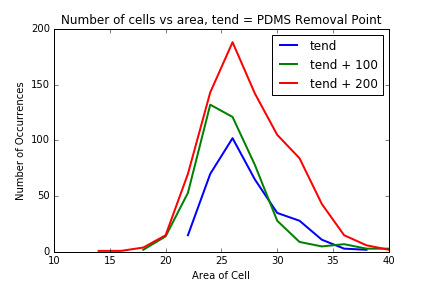 Number of cells vs area, tend = PDMS Removal Point
200
150
100
50
0
Number of Occurrences
tend
tend + 100
tend + 200
10 15 20 25 30 35 40
Area of Cell